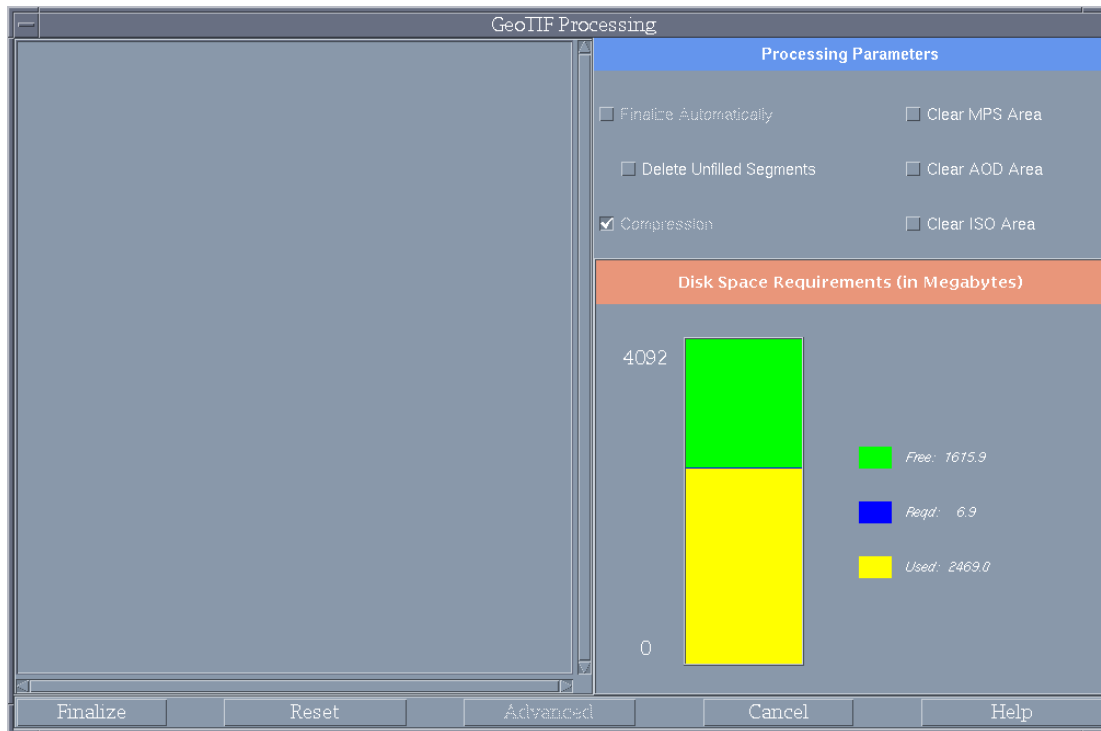 GeoTIF Processing
Processing Parameters
Finalize Automatically
Clear MPS Area
Delete Unfilled Segments
Clear AOD Area
Compression
Clear ISO Area
Disk Space Requirements (in Megabytes)
4092
Free: 1615.9
Reqd: 6.9
Used: 2469.0
0
Finalize Reset Advanced Cancel Help